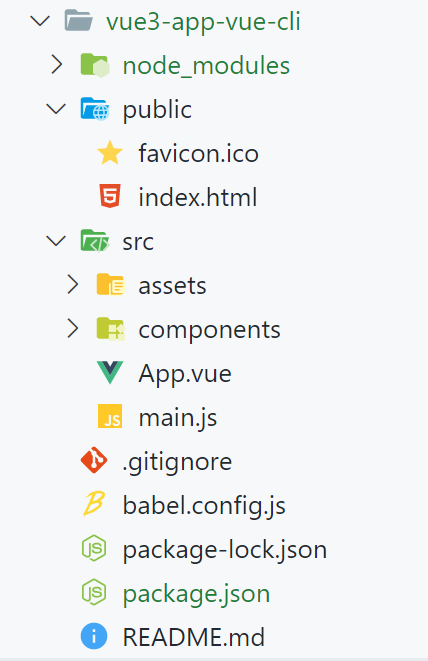 vue3-app-vue-cli
node_modules
public
favicon.ico
index.html
src
assets
components
App.vue
main.js
.gitignore
babel.config.js
package-lock.json
package.json
README.md